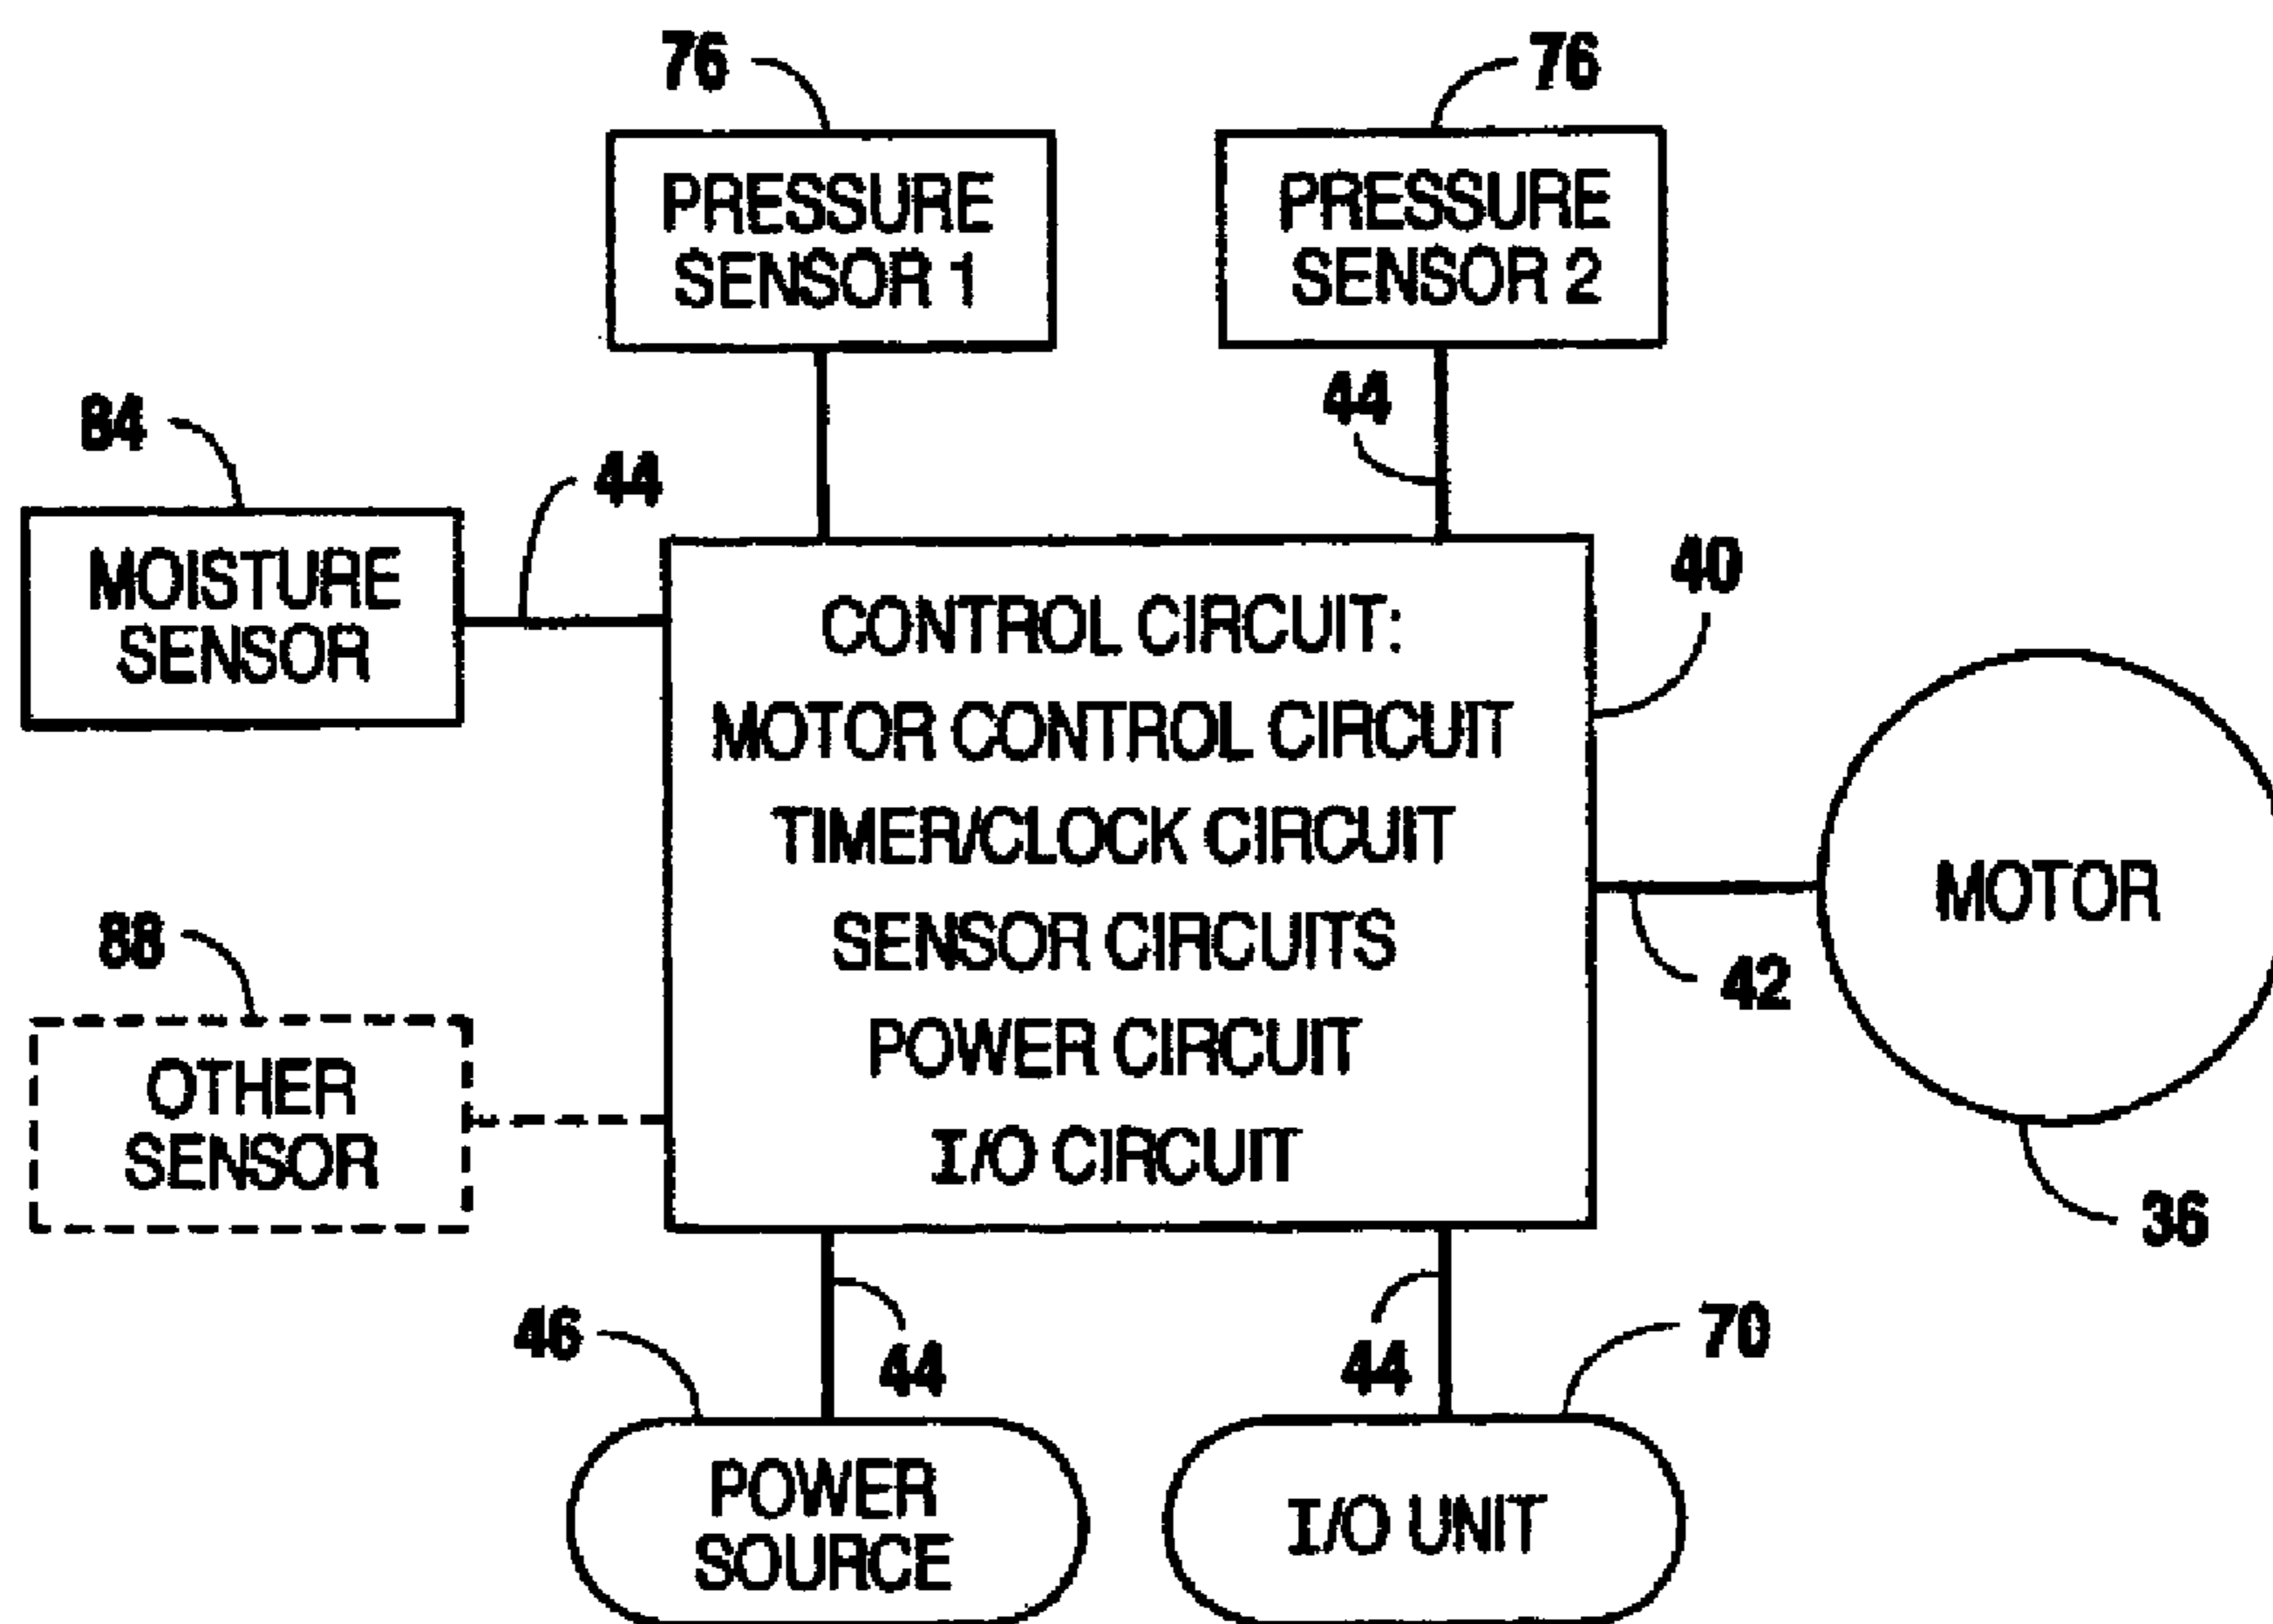 76
76
PRESSURE
SENSOR 1
PRESSURE
SENSOR 2
44
84
44
MOISTURE
SENSOR
40
CONTROL CIRCUIT:
MOTOR CONTROL CIRCUIT
TIMER/CLOCK CIRCUIT
SENSOR CIRCUITS
POWER CIRCUIT
I/O CIRCUIT
MOTOR
42
88
OTHER
SENSOR
36
46
44
44
70
POWER
SOURCE
I/O UNIT